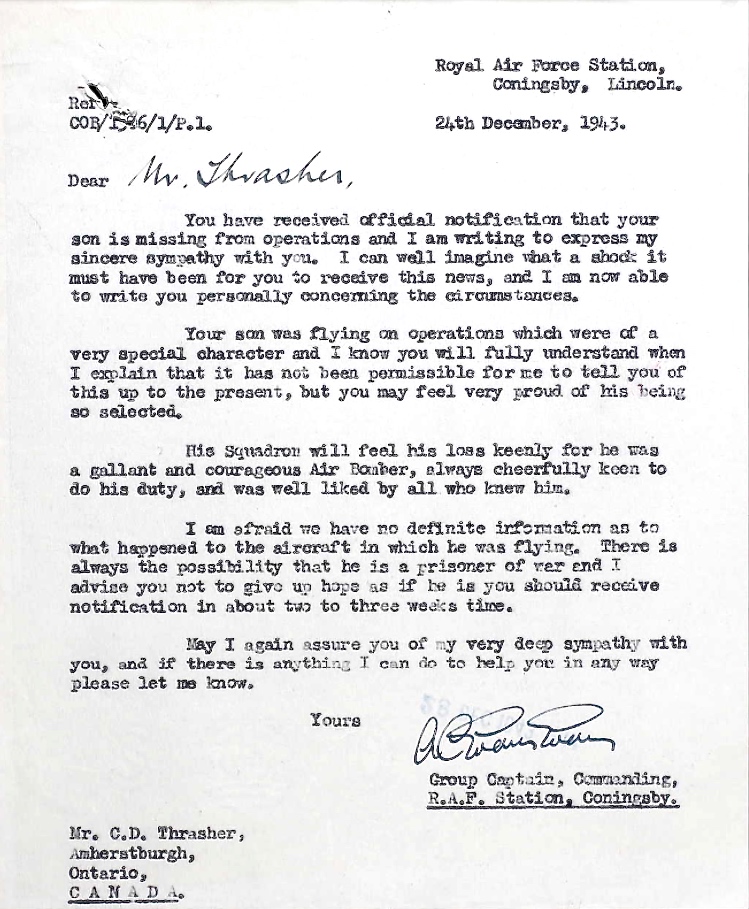 Royal Air Force Station,
Coningsby, Lincoln.
Ref :-
COR/ /1/P.1.
24th December, 1943.
Dear Mr. Thrasher,
You have received official notification that your
son is missing from operations and I am writing to express my
sincere sympathy with you. I can well imagine what a shock it
must have been for you to receive this news, and I am now able
to write you personally concerning the circumstances.
Your son was flying on operations which were of a
very special character and I know you will fully understand when
I explain that it has not been permissible for me to tell you of
this up to the present, but you may feel very proud of his being
so selected.
His Squadron will feel his loss keenly for he was
a gallant and courageous Air Bomber, always cheerfully keen to
do his duty, and was well liked by all who knew him.
I am afraid we have no definite information as to
what happened to the aircraft in which he was flying. There is
always the possibility that he is a prisoner of war and I
advise you not to give up hope as if he is you should receive
notification in about two to three weeks time.
May I again assure you of my very deep sympathy with
you, and if there is anything I can do to help you in any way
please let me know.
Yours
Group Captain, Commanding,
R.A.F. Station, Coningsby.
Mr. C.D. Thrasher,
Amherstburgh,
Ontario,
C A N A D A.